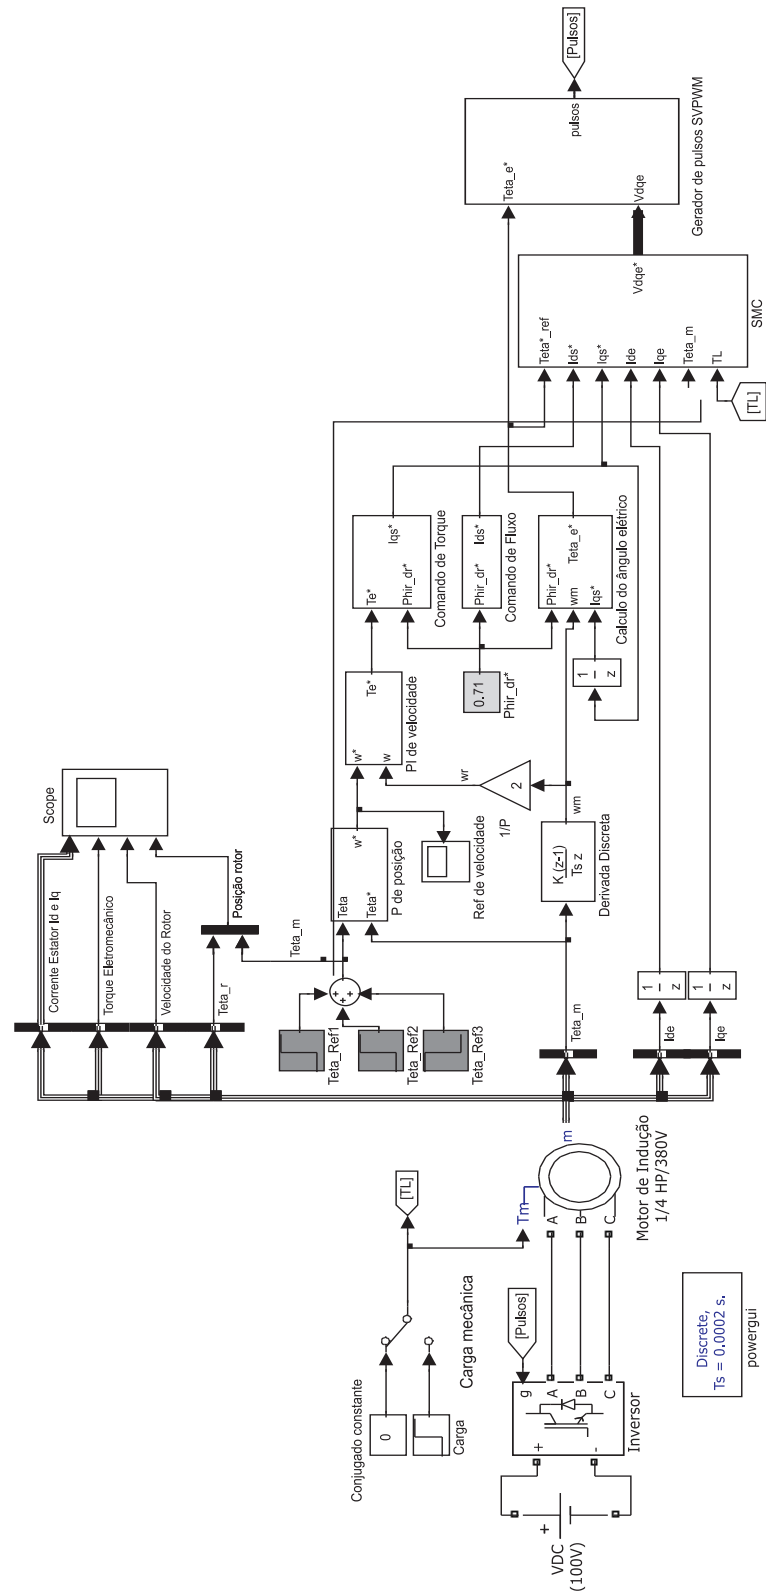 VDC
(100V)
+
Inversor
g
+
-
A
B
C
[Pulsos]
Discrete,
Ts = 0.0002 s.
powergui
Conjugado constante
0
Carga
Carga mecânica
[TL]
Tm
A
B
C
m
Motor de Indução
1/4 HP/380V
Corrente Estator Id e Iq
Torque Eletromecânico
Velocidade do Rotor
Teta_r
Posição rotor
Teta_m
Scope
Teta_Ref1
Teta_Ref2
Teta_Ref3
+
+
+
Teta_m
Ide
Iqe
1
z
1
z
Teta
Teta*
w*
P de posição
Ref de velocidade
K (z-1)
Ts z
Derivada Discreta
wm
2
1/P
wr
w*
w
Te*
PI de velocidade
0.71
Phir_dr*
1
z
Te*
Phir_dr*
Iqs*
Comando de Torque
Phir_dr*
Ids*
Comando de Fluxo
Phir_dr*
wm
Iqs*
Teta_e*
Calculo do ângulo elétrico
Teta*_ref
Ids*
Iqs*
Ide
Iqe
Teta_m
TL
Vdqe*
SMC
[TL]
Teta_e*
Vdqe
pulsos
Gerador de pulsos SVPWM
[Pulsos]